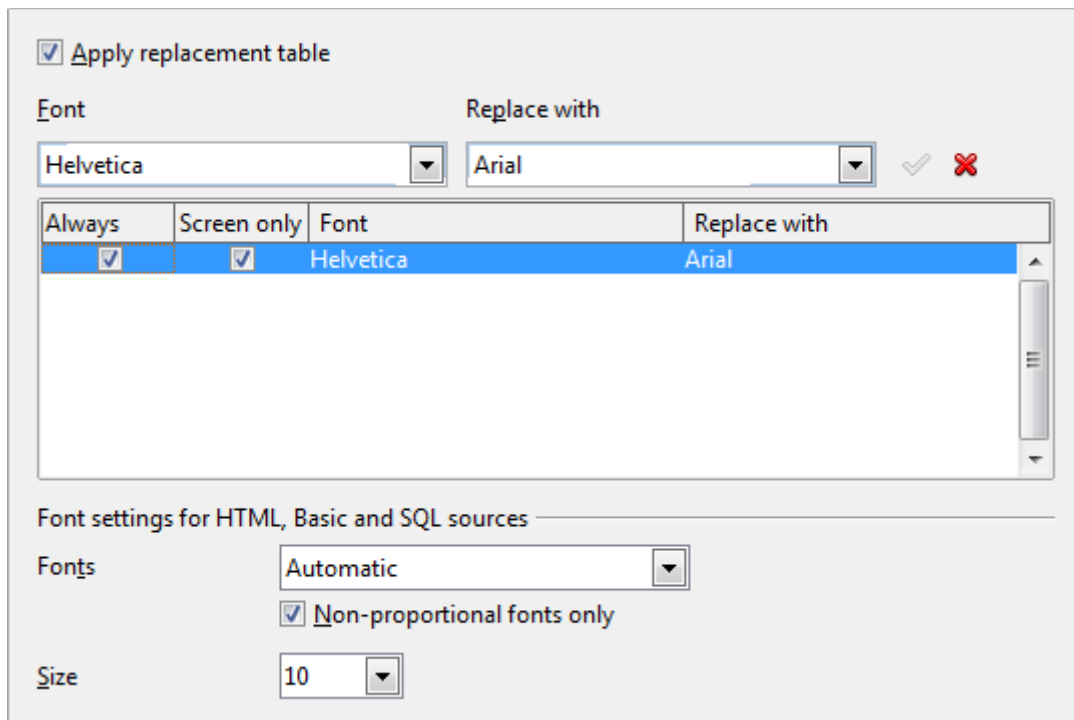 Apply replacement table
Font Replace with
Helvetica Arial
Always Screen only Font Replace with
Helvetica Arial
Font settings for HTML, Basic and SQL sources
Fonts Automatic
Non-proportional fonts only
Size 10